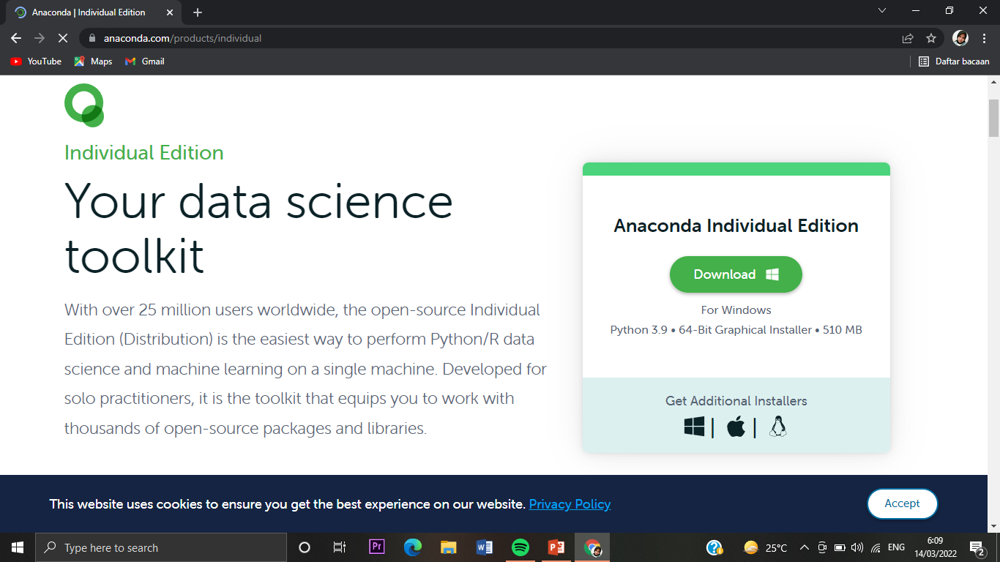 Anaconda | Individual Edition
anaconda.com/products/individual
YouTube
Maps
Gmail
Daftar bacaan
Individual Edition
Your data science
toolkit
With over 25 million users worldwide, the open-source Individual
Edition (Distribution) is the easiest way to perform Python/R data
science and machine learning on a single machine. Developed for
solo practitioners, it is the toolkit that equips you to work with
thousands of open-source packages and libraries.
Anaconda Individual Edition
Download
For Windows
Python 3.9 • 64-Bit Graphical Installer • 510 MB
Get Additional Installers
This website uses cookies to ensure you get the best experience on our website. Privacy Policy
Accept
Type here to search
Pr
25°C
ENG
6:09
14/03/2022
2